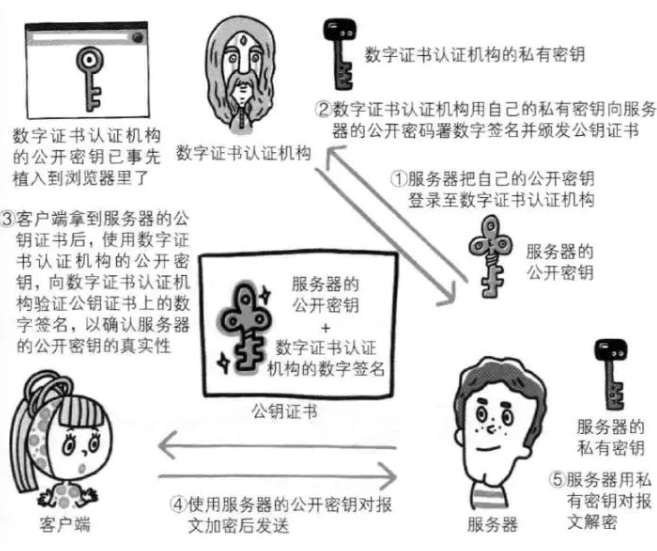 数字证书认证机构的私有密钥
②数字证书认证机构用自己的私有密钥向服务
器的公开密码署数字签名并颁发公钥证书
数字证书认证机构
的公开密钥已事先
植入到浏览器里了
数字证书认证机构
①服务器把自己的公开密钥
登录至数字证书认证机构
③客户端拿到服务器的公
钥证书后，使用数字证
书认证机构的公开密
钥，向数字证书认证机
构验证公钥证书上的数
字签名，以确认服务器
的公开密钥的真实性
服务器的
公开密钥
服务器的
公开密钥
+
数字证书认证
机构的数字签名
公钥证书
服务器的
私有密钥
④使用服务器的公开密钥对报
文加密后发送
⑤服务器用私
有密钥对报
文解密
客户端
服务器